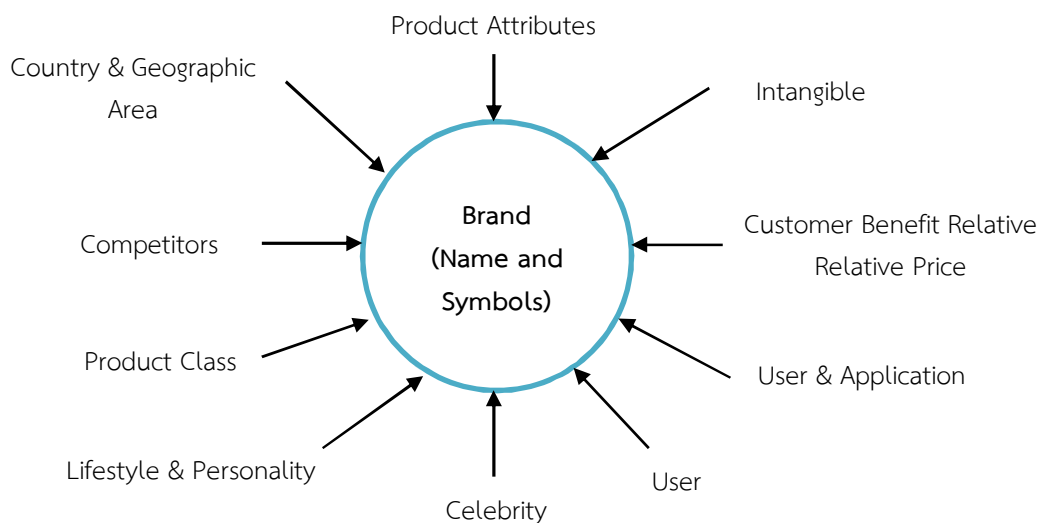 Product Attributes
Country & Geographic
Area
Intangible
Brand
(Name and
Symbols)
Competitors
Customer Benefit Relative
Relative Price
Product Class
User & Application
Lifestyle & Personality
User
Celebrity